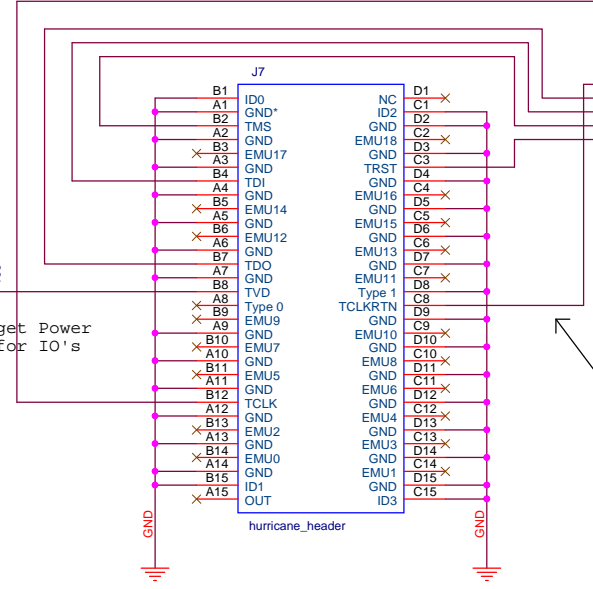 J7
B1 ID0 NC D1
A1 GND* ID2 C1
B2 TMS GND D2
A2 GND EMU18 C2
B3 EMU17 GND D3
A3 GND TRST C3
B4 TDI GND D4
A4 GND EMU16 C4
B5 EMU14 GND D5
A5 GND EMU15 C5
B6 EMU12 GND D6
A6 GND EMU13 C6
B7 TDO GND D7
A7 GND EMU11 C7
B8 TVD Type 1 D8
A8 Type 0 TCLKRTN C8
B9 EMU9 GND D9
A9 GND EMU10 C9
B10 EMU7 GND D10
A10 GND EMU8 C10
B11 EMU5 GND D11
A11 GND EMU6 C11
B12 TCLK GND D12
A12 GND EMU4 C12
B13 EMU2 GND D13
A13 GND EMU3 C13
B14 EMU0 GND D14
A14 GND EMU1 C14
B15 ID1 GND D15
A15 OUT ID3 C15
get Power
for IO's
GND
GND
hurricane_header